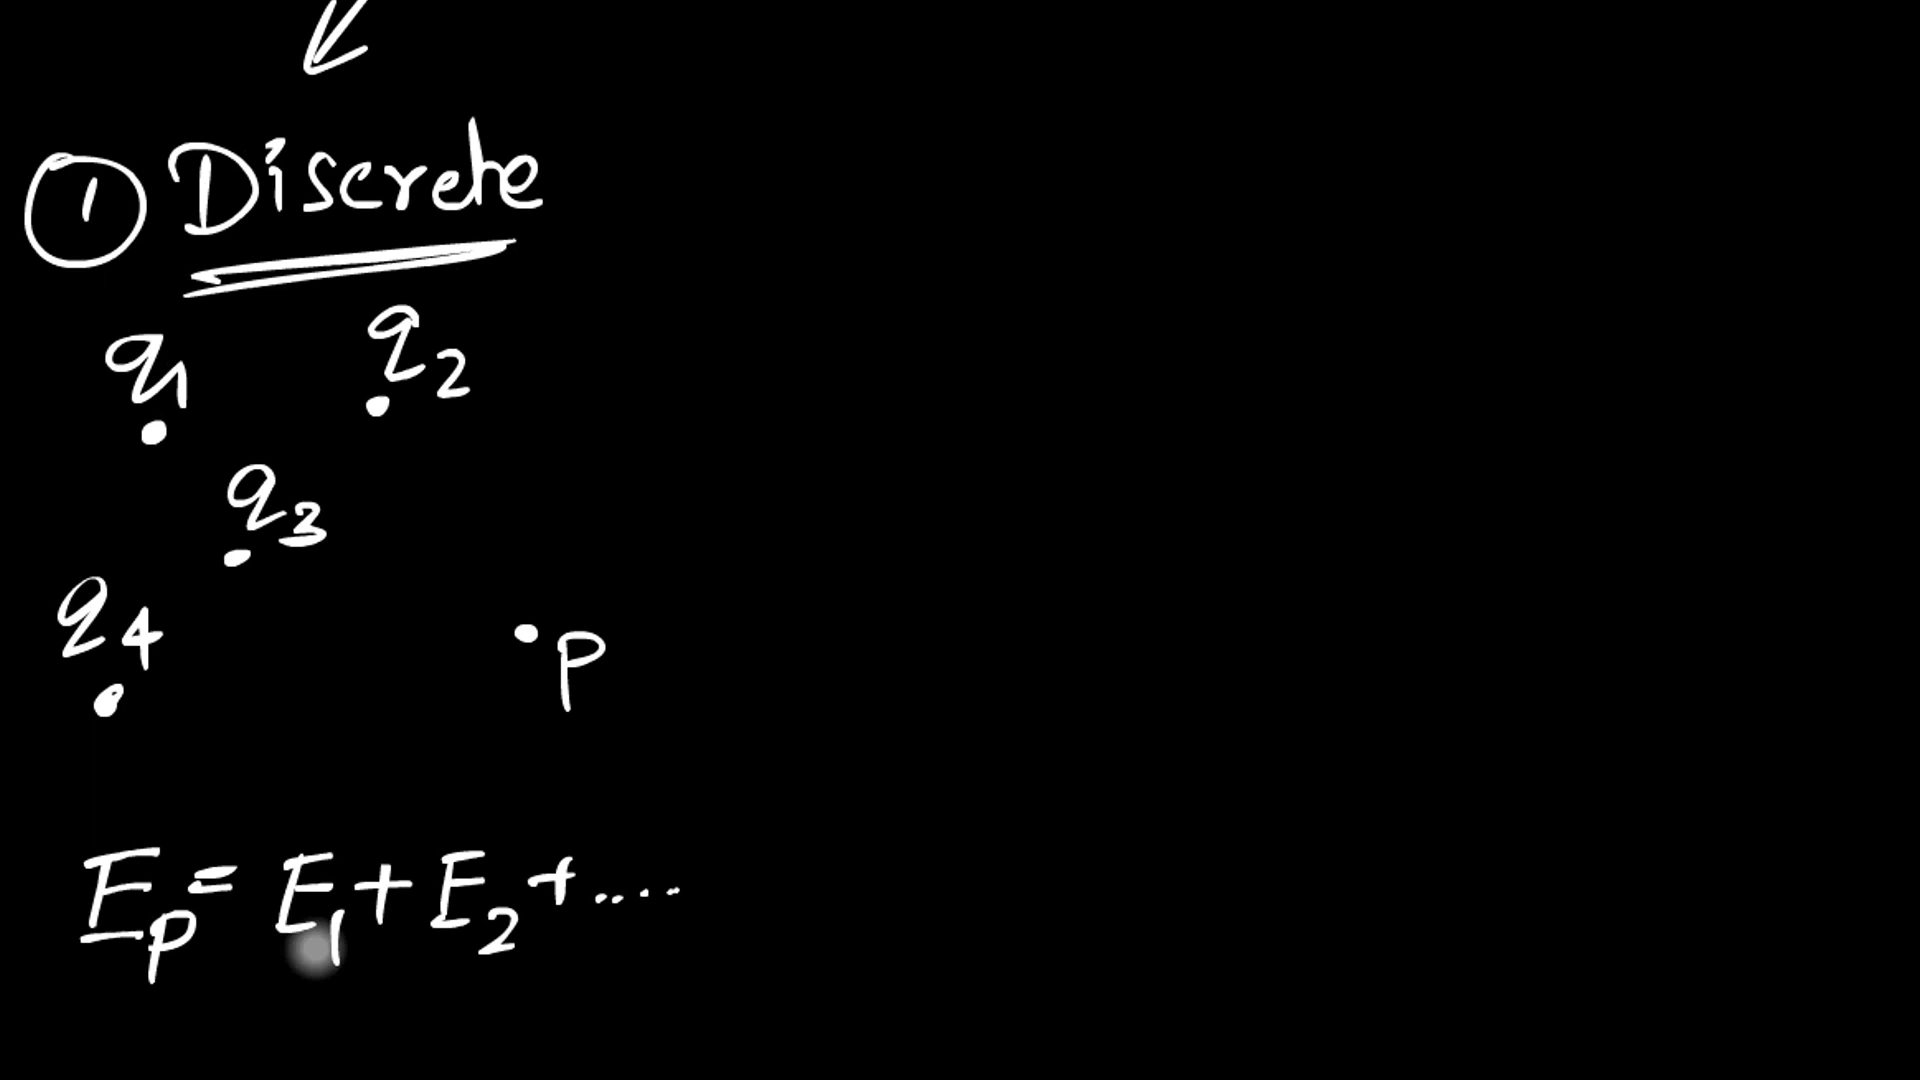 ① Discrete
q1 q2
q3
q4
p
Ep = E1 + E2 + ....